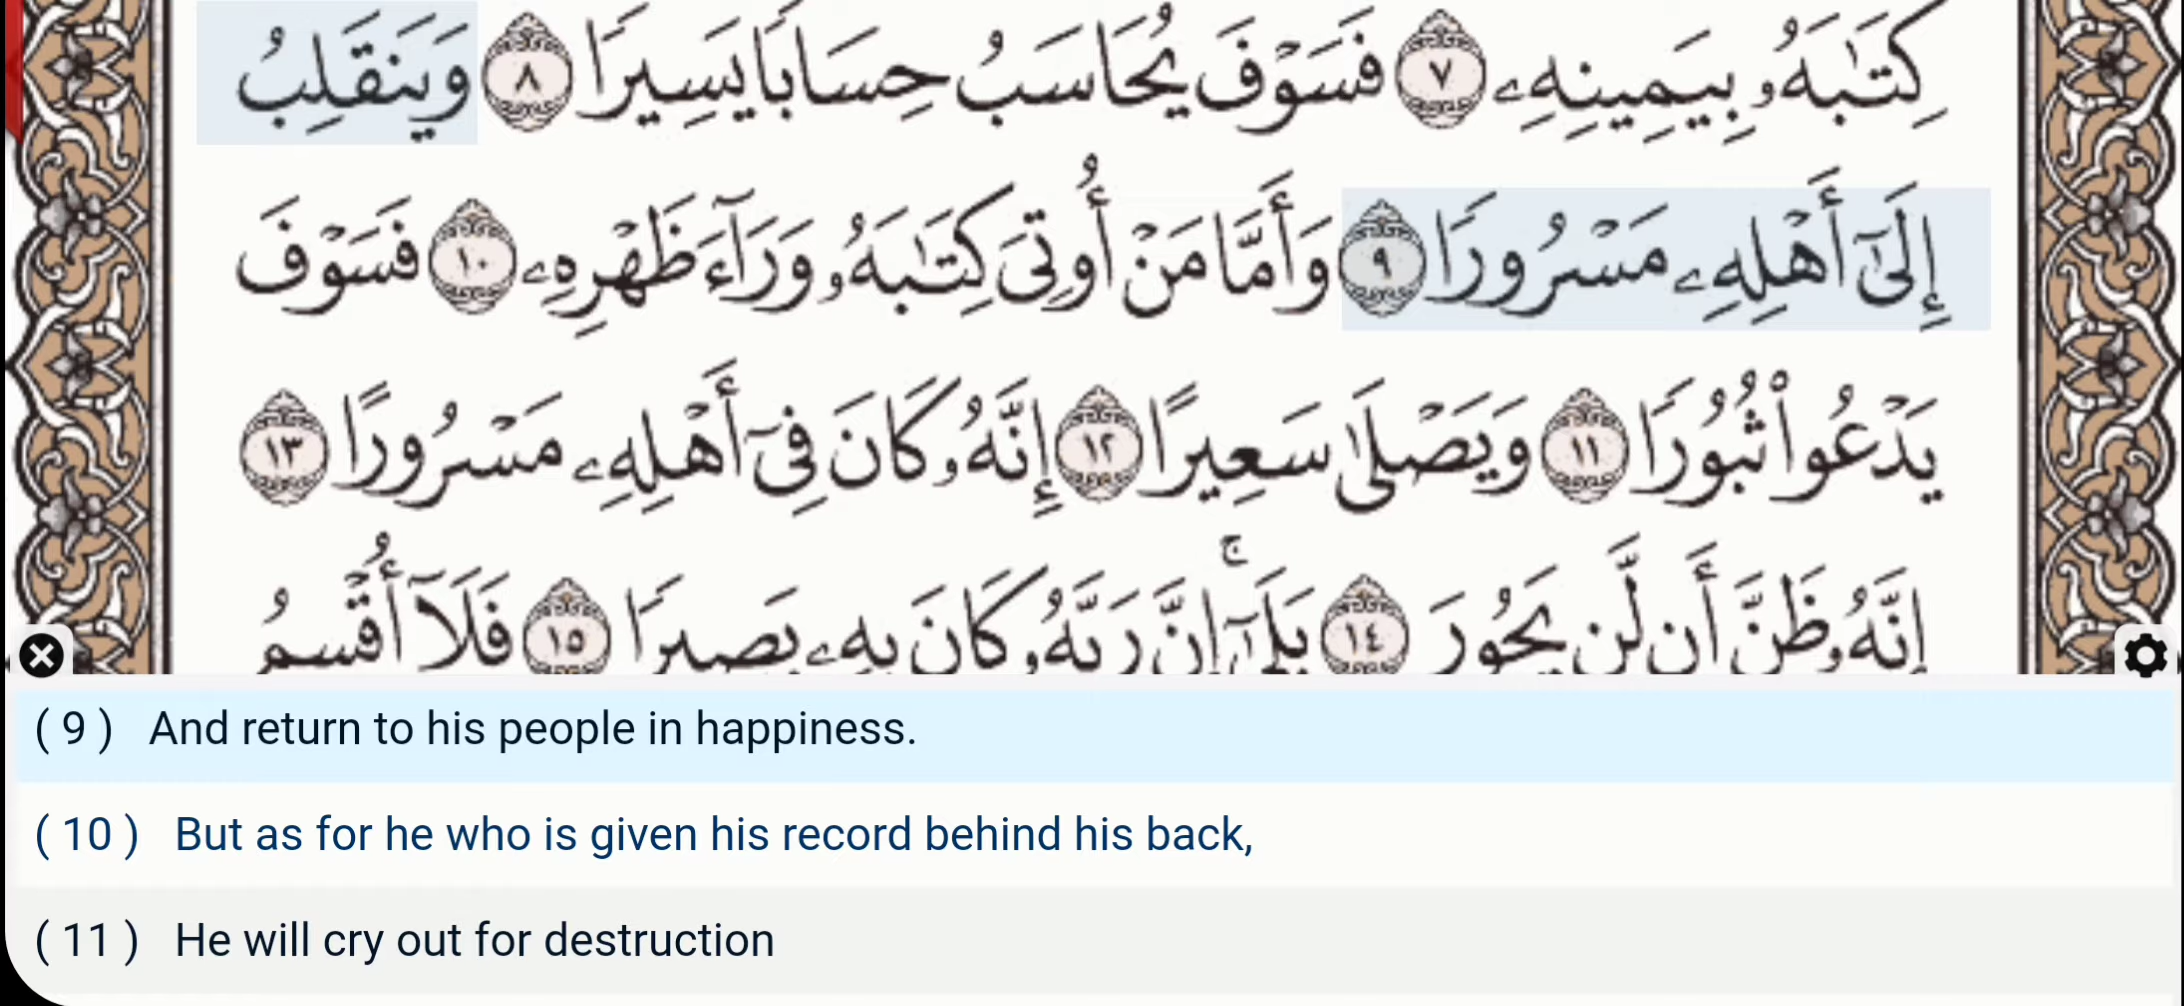 كِتَٰبَهُۥ بِيَمِينِهِۦ ٧ فَسَوْفَ يُحَاسَبُ حِسَابًا يَسِيرًا ٨ وَيَنقَلِبُ
إِلَىٰٓ أَهْلِهِۦ مَسْرُورًا ٩ وَأَمَّا مَنْ أُوتِىَ كِتَٰبَهُۥ وَرَآءَ ظَهْرِهِۦ ١٠ فَسَوْفَ
يَدْعُوا۟ ثُبُورًا ١١ وَيَصْلَىٰ سَعِيرًا ١٢ إِنَّهُۥ كَانَ فِىٓ أَهْلِهِۦ مَسْرُورًا ١٣
إِنَّهُۥ ظَنَّ أَن لَّن يَحُورَ ١٤ بَلَىٰٓۚ إِنَّ رَبَّهُۥ كَانَ بِهِۦ بَصِيرًا ١٥ فَلَآ أُقْسِمُ
( 9 ) And return to his people in happiness.
( 10 ) But as for he who is given his record behind his back,
( 11 ) He will cry out for destruction